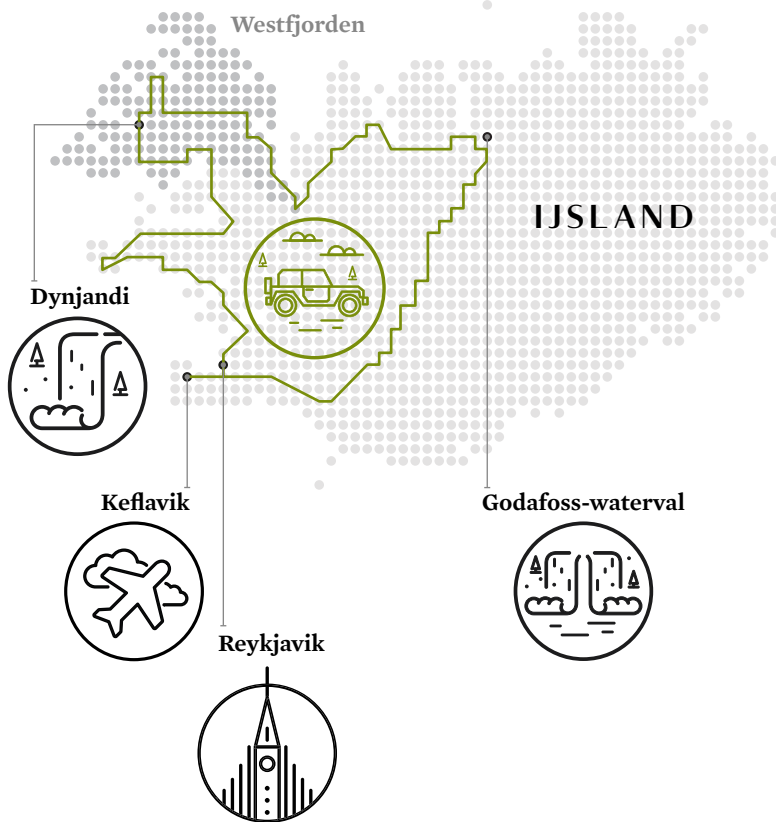 Westfjorden
IJSLAND
Dynjandi
Keflavik
Godafoss-waterval
Reykjavik